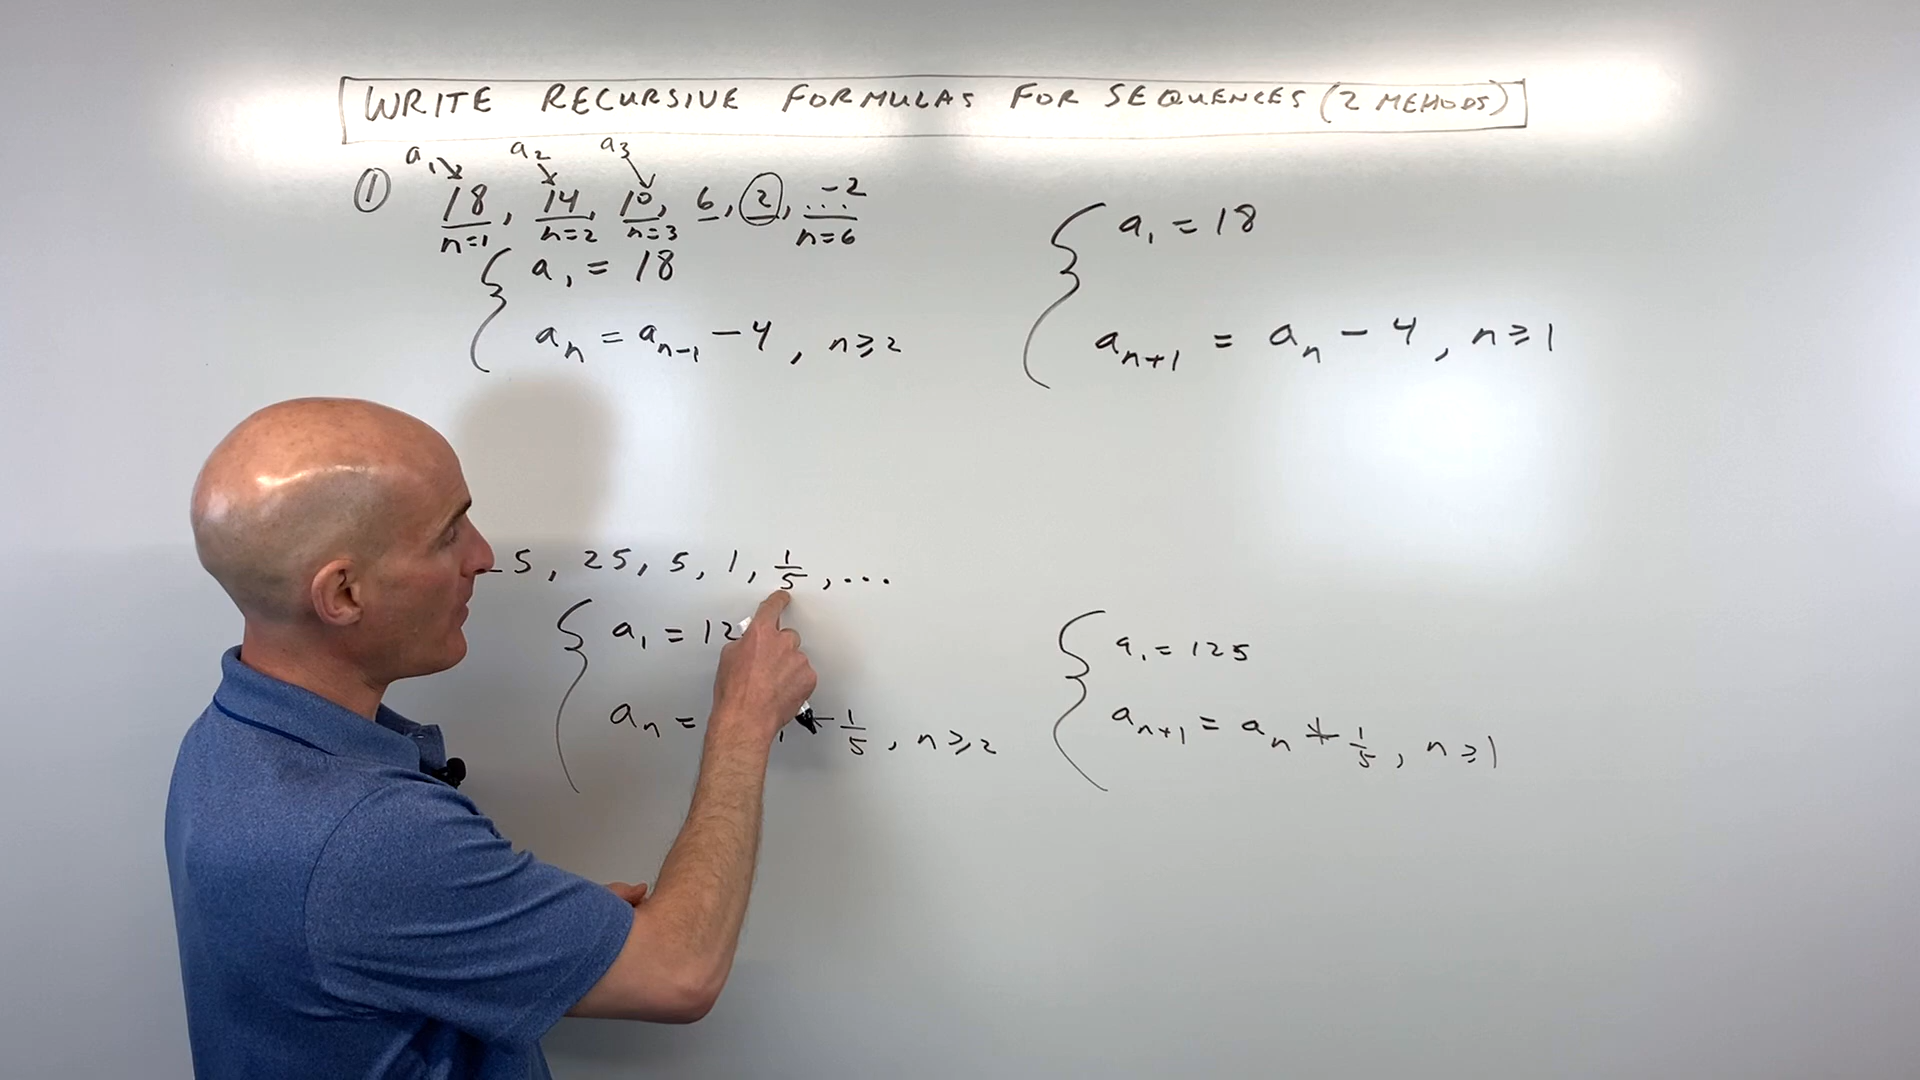 WRITE RECURSIVE FORMULAS FOR SEQUENCES (2 MEHODS)
a₁ a₂ a₃
① 18, 14, 10, 6, 2, ... -2
n=1 n=2 n=3 n=6
a₁ = 18
aₙ = aₙ₋₁ - 4, n≥2
a₁ = 18
aₙ₊₁ = aₙ - 4, n≥1
25, 5, 1, 1/5, ...
a₁ = 12
aₙ = * 1/5, n≥2
a₁ = 125
aₙ₊₁ = aₙ * 1/5, n≥1